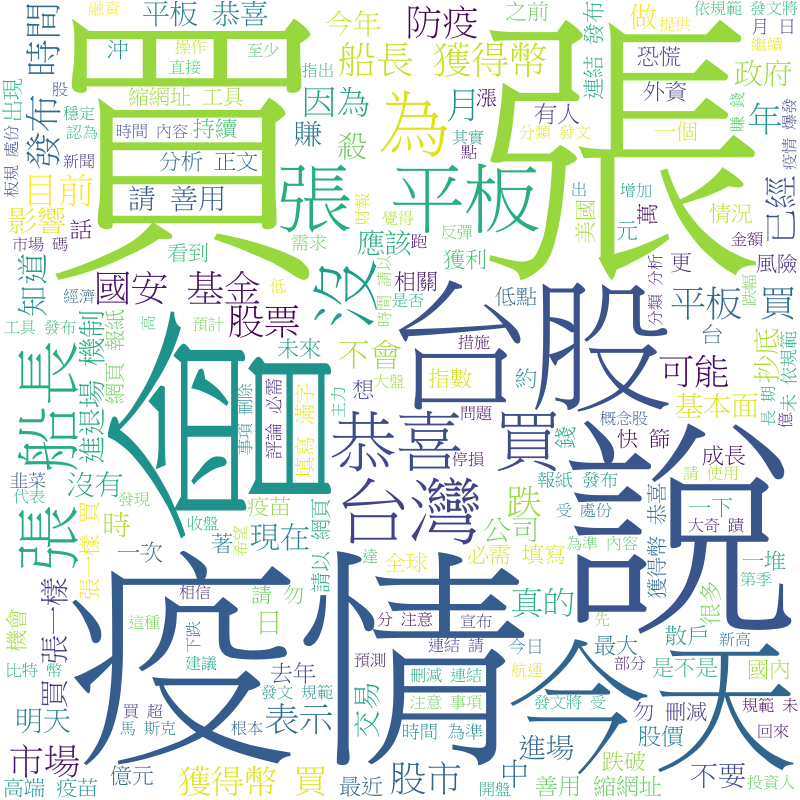 融資 平板 恭喜 今年 防疫 之前 做 依規範 發文將
時間 沖 操作 至少 直接 船長 獲得幣 連結 發布 提供 月 日 繼續
買 張 指出 恐慌 政府
縮網址 工具 因為 月 漲 外資
發布 出現 股 穩定 認為 時間 內容 持續 賺 為 有人 分類 發文 一個 年 賺 錢 疫情 爆發
板規 處份 新聞 分析 正文 殺 其實 點
目前 請 善用 張 平板 出 增加 美國 元 萬 情況 已經
影響 話 財報 覺得 反彈 金額
市場 碼 看到 需求 應該 跑 獲利 風險
知道 國安 基金 沒 相關 更 分類 分析 跌幅
經濟 低 時間 請以 是否 低點 台股 平板 買
工具 發布 高 預計 股票 台
網頁 報紙 進退場 機制 未來 不會 措施 可能 抄底 未 依規範
船長 會 事項 刪除 評論 必需 填寫 滿字 大盤 主力 想 指數 約 基本面 長期 億
恭喜 買 問題 概念股
張 韭菜 代表 沒有 發現 停損 錢 快 篩 成長 請 使用
台灣 跌 報紙 發布 說 一下
時 收盤 疫苗 希望 公司 受 處份 大奇 蹟
張一樣 買 一次 著 現在 請以 網頁 達 全球 必需 填寫 為準 內容 獲得幣 恭喜 一堆 第季
機會 買 張 一樣 這種 相信 請 勿 日 疫情 分 注意 宣布 真的 先 很多
比特 幣 下跌 建議 預測 連結 請 今日 最大 散戶 新高
去年 刪減 連結 航運 部分 是不是 國內
明天 發文 規範 交易 注意 事項 今天 發文將 受 勿 刪減 規範 未
買 超 馬 斯克 根本 表示 時間 為準 進場 股價 回來
市場 億元 跌破
高端 疫苗 獲得幣 買 最近 股市 中 開盤 善用 縮網址 不要 投資人